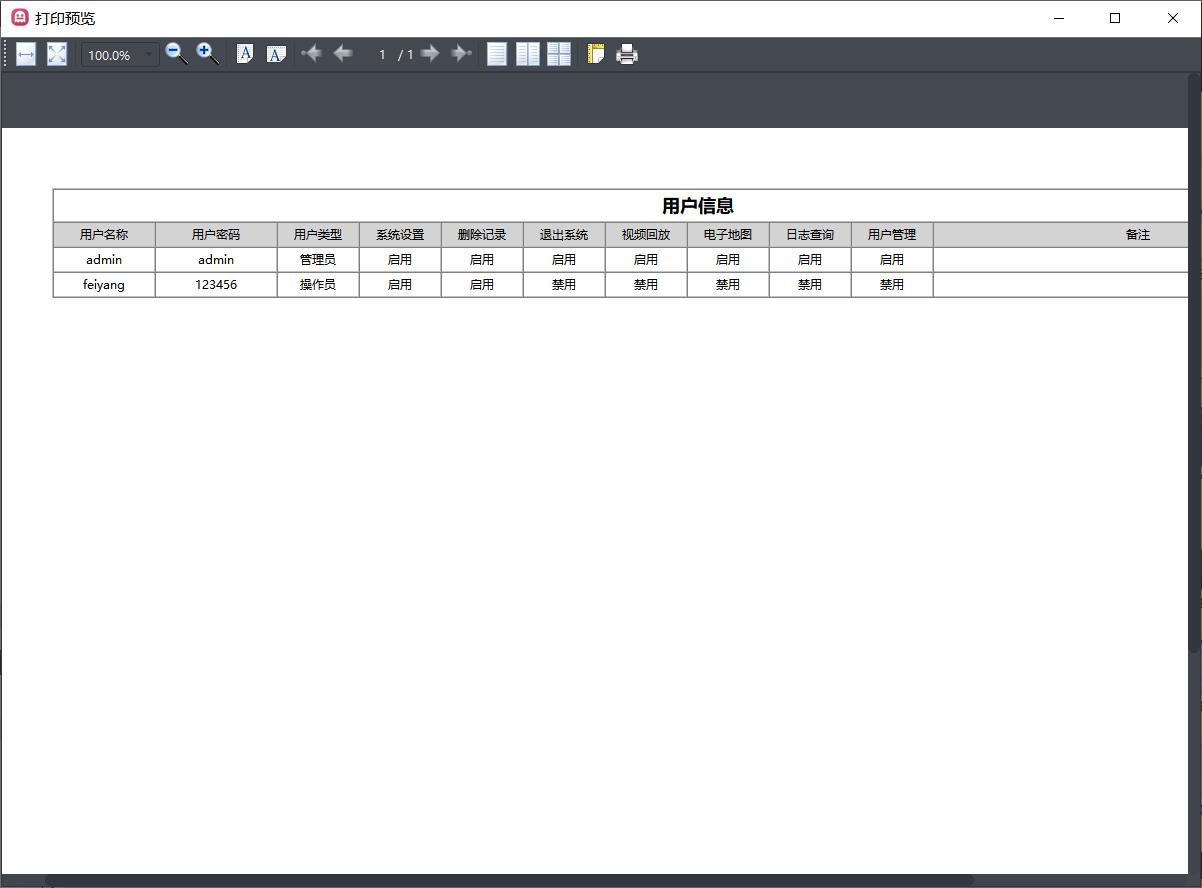 打印预览
100.0% A A 1 / 1
用户信息
用户名称 用户密码 用户类型 系统设置 删除记录 退出系统 视频回放 电子地图 日志查询 用户管理 备注
admin admin 管理员 启用 启用 启用 启用 启用 启用 启用
feiyang 123456 操作员 启用 启用 禁用 禁用 禁用 禁用 禁用